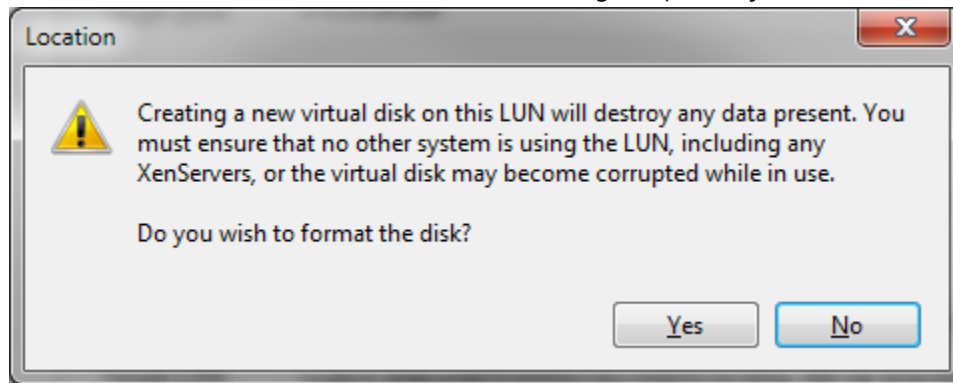 Location
Creating a new virtual disk on this LUN will destroy any data present. You
must ensure that no other system is using the LUN, including any
XenServers, or the virtual disk may become corrupted while in use.
Do you wish to format the disk?
Yes
No